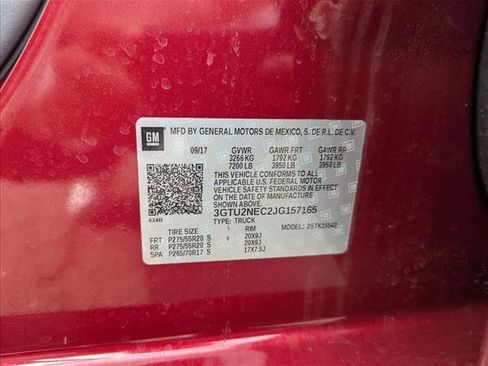 GM
MFD BY GENERAL MOTORS DE MEXICO, S. DE R.L. DE C.V.
09/17 GVWR GAWR FRT GAWR RR
3266 KG 1792 KG 1792 KG
7200 LB 3950 LB 3950 LB
THIS VEHICLE CONFORMS TO ALL
APPLICABLE U.S. FEDERAL MOTOR
VEHICLE SAFETY STANDARDS IN EFFECT
ON THE DATE OF MANUFACTURE SHOWN
ABOVE.
3GTU2NEC2JG157165
434B TYPE: TRUCK
TIRE SIZE RIM MODEL:
FRT P275/55R20 S 20X9J
RR P275/55R20 S 20X9J
SPA P265/70R17 S 17X7.5J